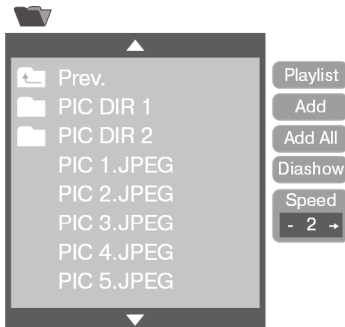 Prev.
PIC DIR 1
PIC DIR 2
PIC 1.JPEG
PIC 2.JPEG
PIC 3.JPEG
PIC 4.JPEG
PIC 5.JPEG
Playlist
Add
Add All
Diashow
Speed
- 2 →